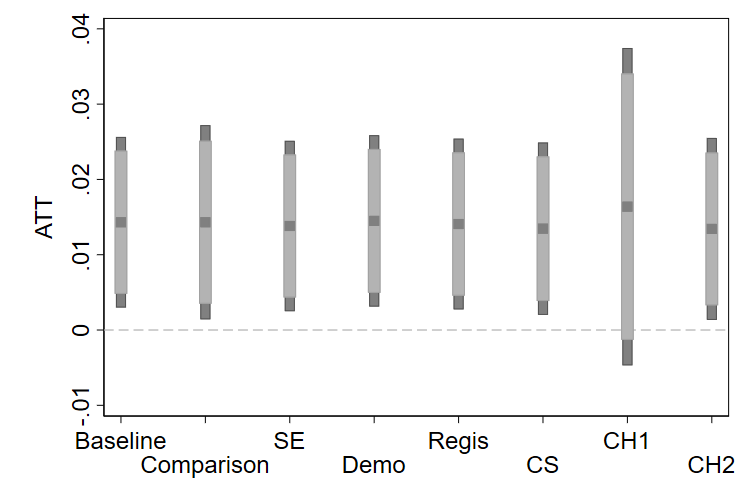 ATT
.04
.03
.02
.01
0
-.01
Baseline SE Regis CH1
Comparison Demo CS CH2